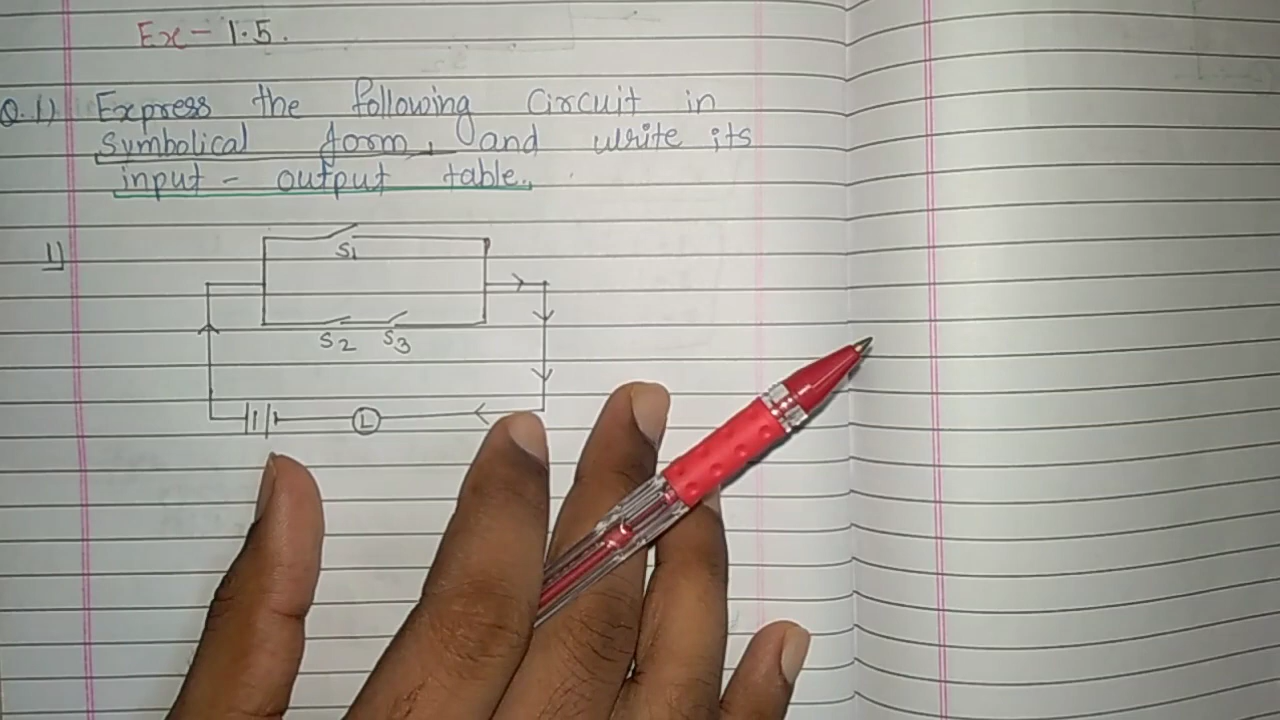 Ex - 1.5.
Q.1) Express the following Circuit in
symbolical form, and write its
input - output table.
1)
S1
S2 S3
L